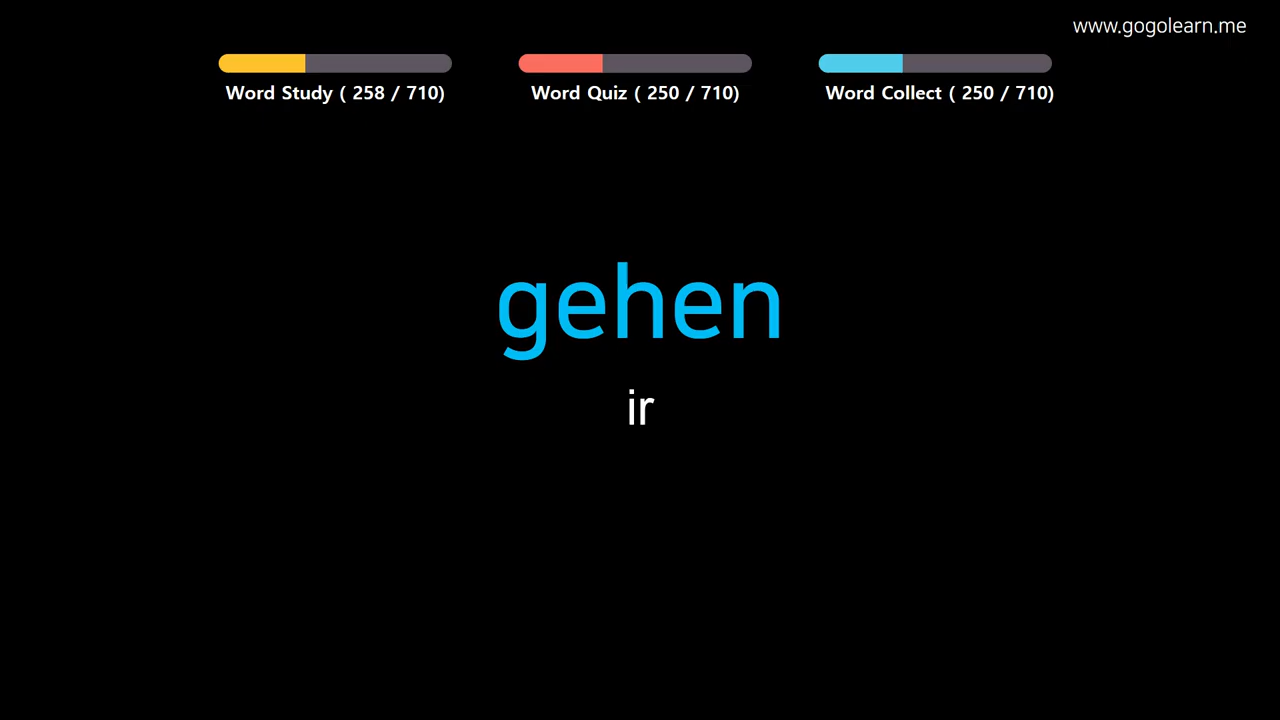 www.gogolearn.me
Word Study ( 258 / 710)
Word Quiz ( 250 / 710)
Word Collect ( 250 / 710)
gehen
ir